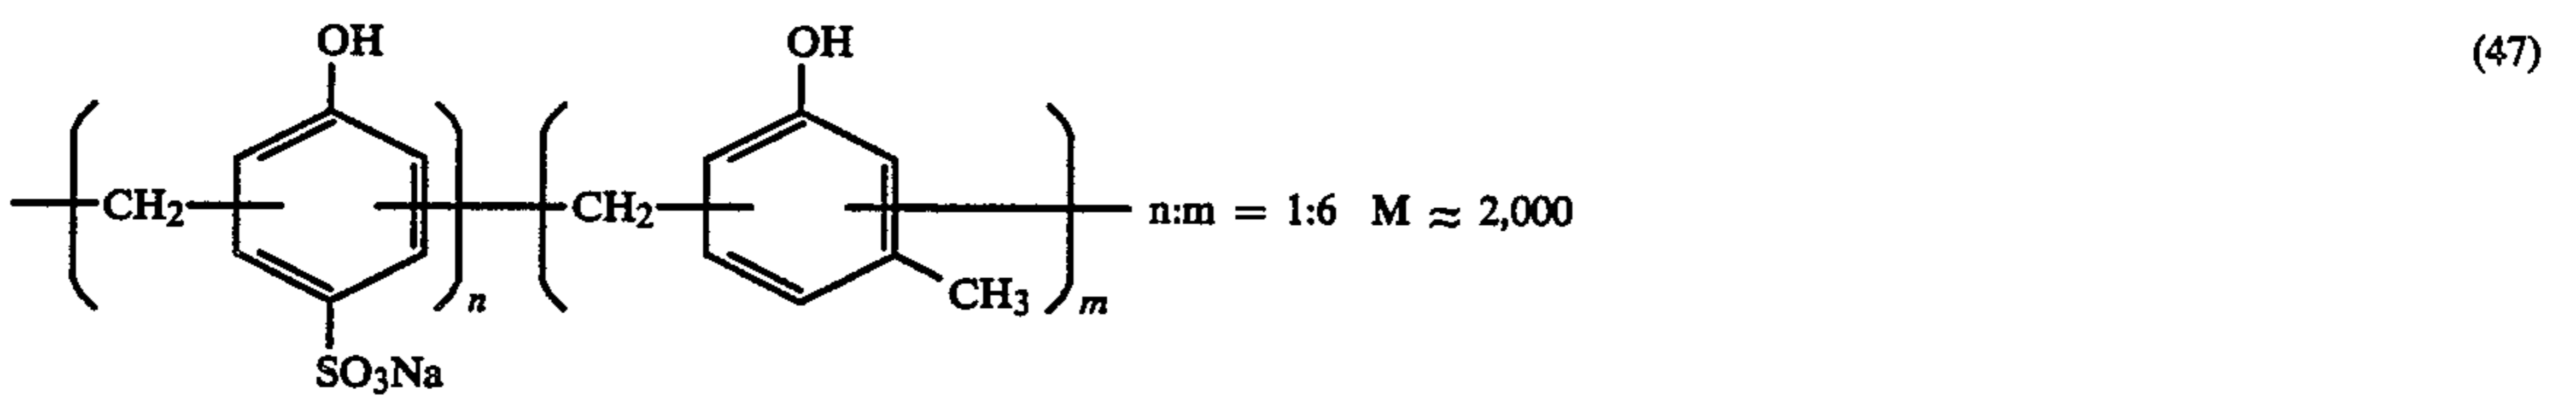 OH OH (47)
CH2 CH2 n:m = 1:6 M ≈ 2,000
n CH3 m
SO3Na